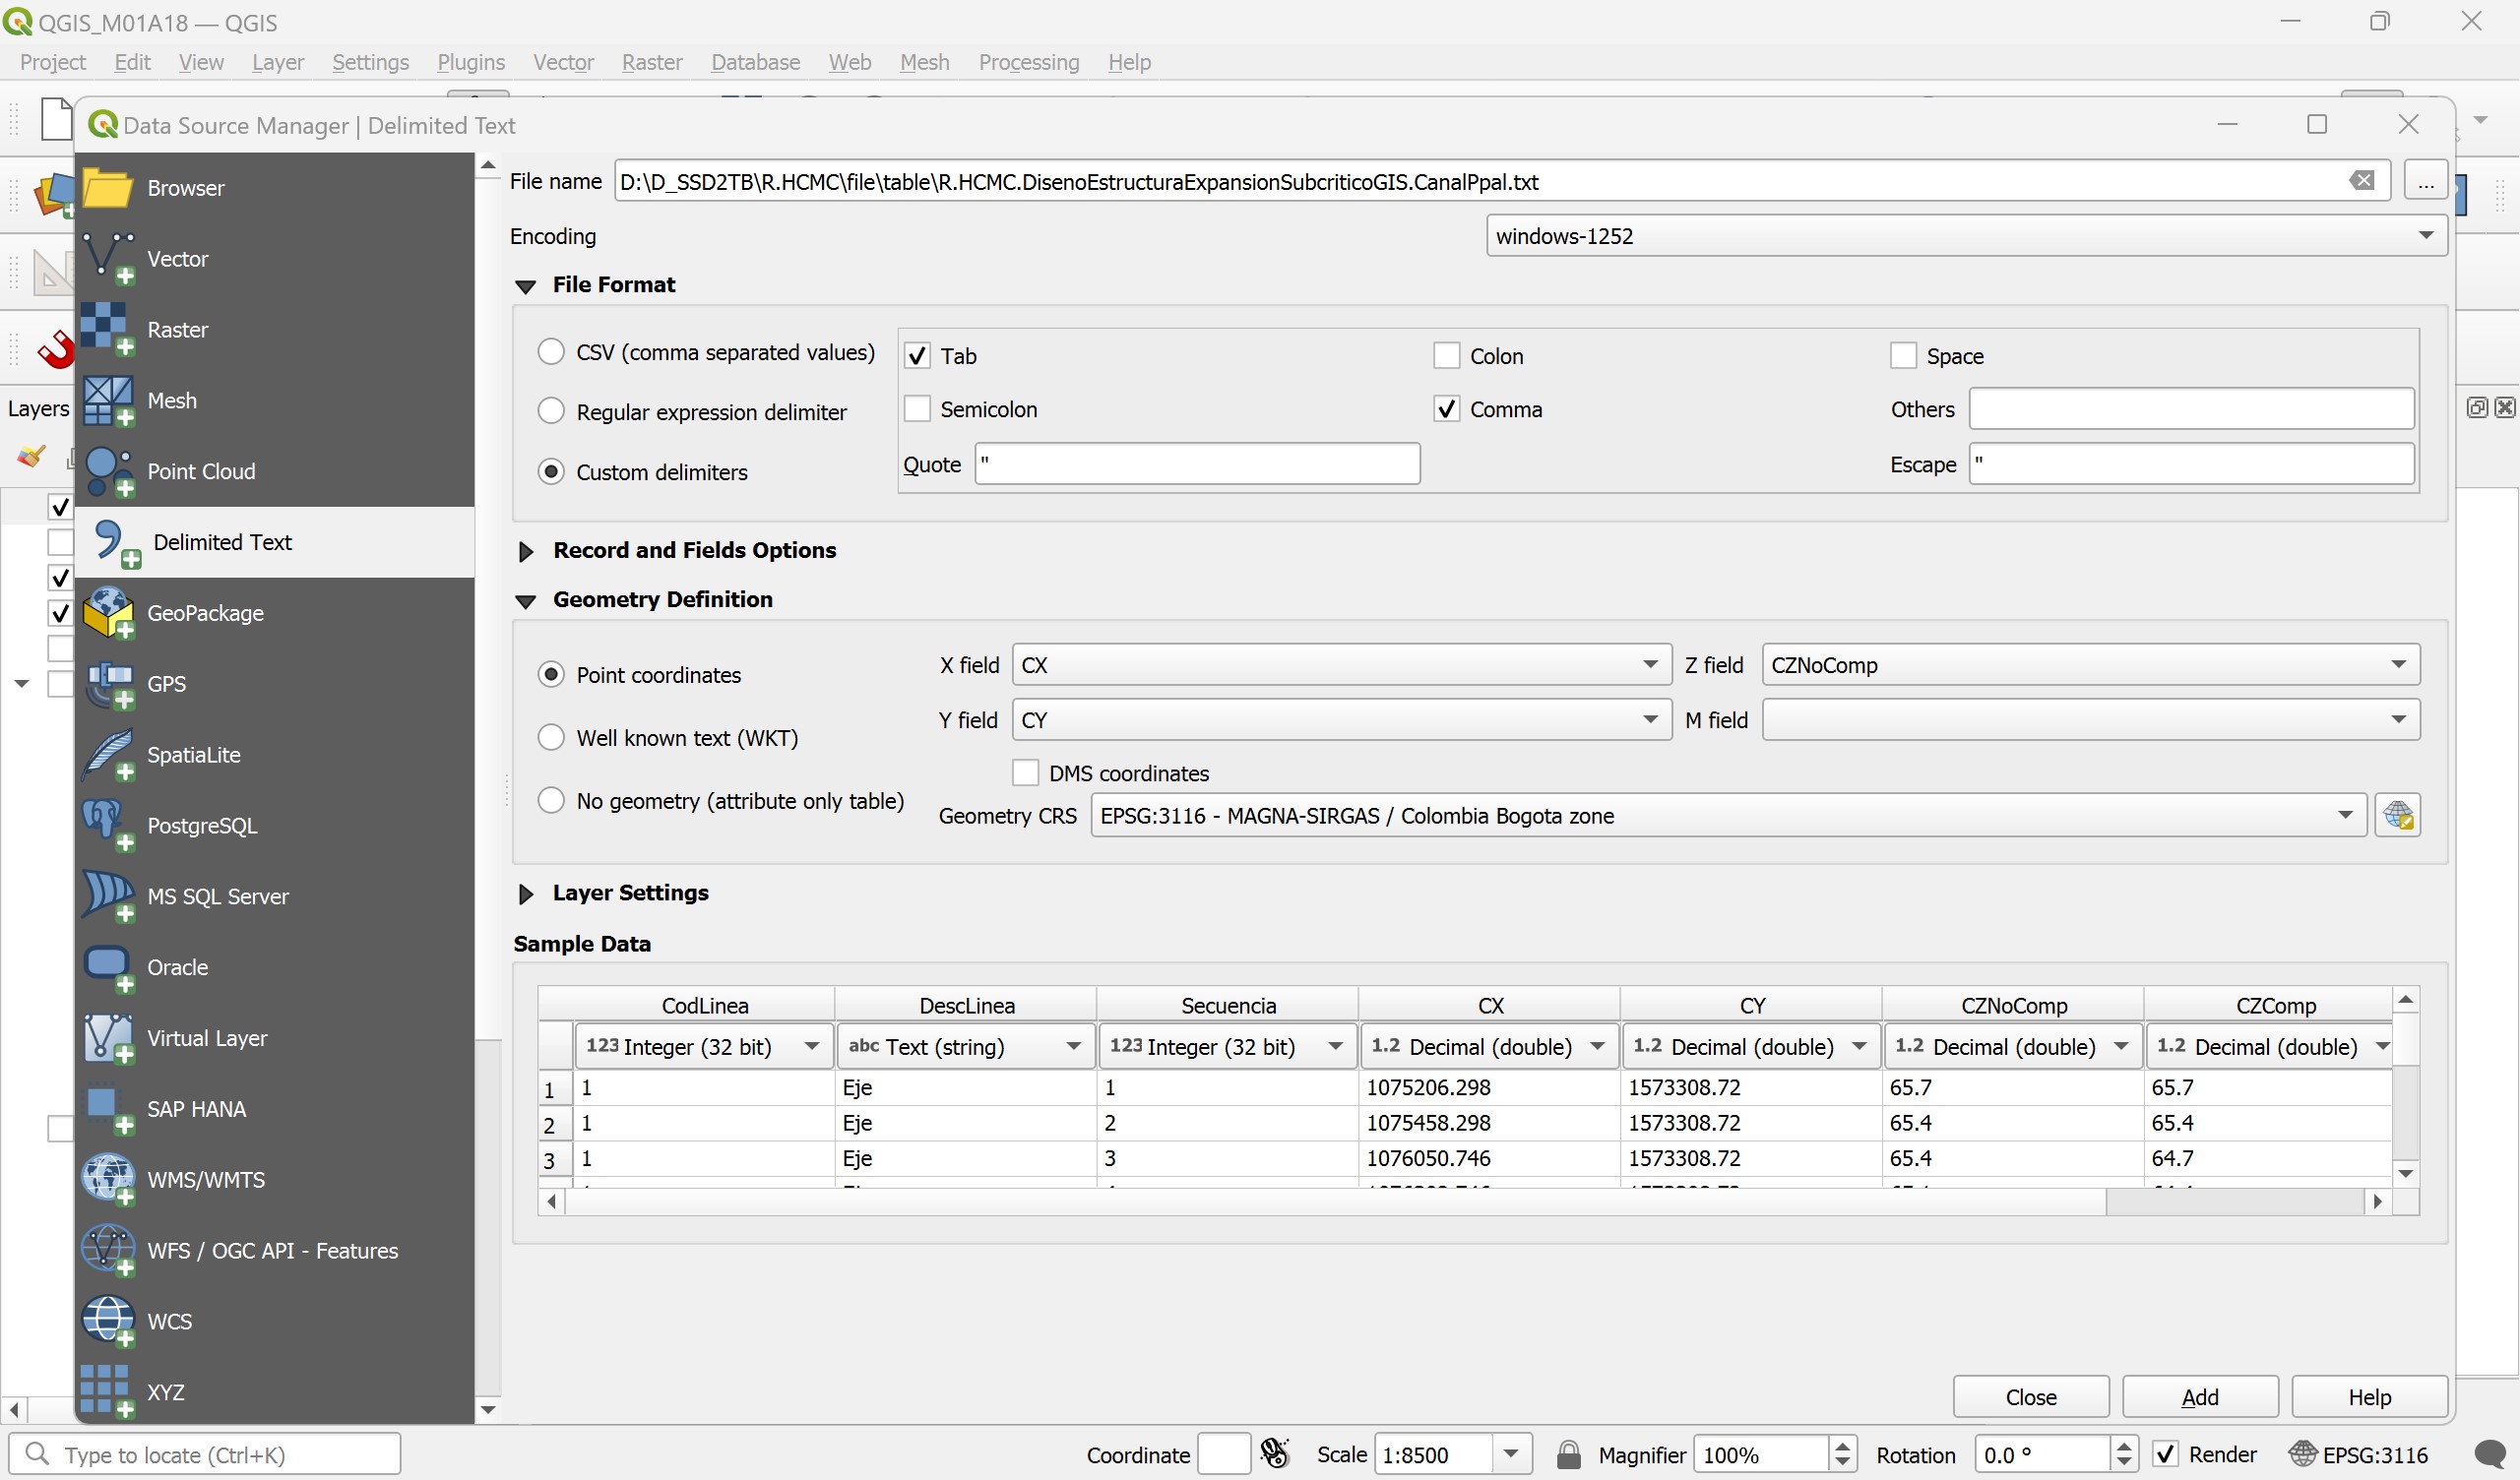 QGIS_M01A18 — QGIS
Project Edit View Layer Settings Plugins Vector Raster Database Web Mesh Processing Help
Data Source Manager | Delimited Text
Browser
Vector
Raster
Mesh
Point Cloud
Delimited Text
GeoPackage
GPS
SpatiaLite
PostgreSQL
MS SQL Server
Oracle
Virtual Layer
SAP HANA
WMS/WMTS
WFS / OGC API - Features
WCS
XYZ
Layers
File name D:\D_SSD2TB\R.HCMC\file\table\R.HCMC.DisenoEstructuraExpansionSubcriticoGIS.CanalPpal.txt ...
Encoding windows-1252
File Format
CSV (comma separated values) Tab Colon Space
Regular expression delimiter Semicolon Comma Others
Custom delimiters Quote " Escape "
Record and Fields Options
Geometry Definition
Point coordinates X field CX Z field CZNoComp
Y field CY M field
Well known text (WKT)
DMS coordinates
No geometry (attribute only table)
Geometry CRS EPSG:3116 - MAGNA-SIRGAS / Colombia Bogota zone
Layer Settings
Sample Data
CodLinea DescLinea Secuencia CX CY CZNoComp CZComp
123 Integer (32 bit) abc Text (string) 123 Integer (32 bit) 1.2 Decimal (double) 1.2 Decimal (double) 1.2 Decimal (double) 1.2 Decimal (double)
1 1 Eje 1 1075206.298 1573308.72 65.7 65.7
2 1 Eje 2 1075458.298 1573308.72 65.4 65.4
3 1 Eje 3 1076050.746 1573308.72 65.4 64.7
Close Add Help
Type to locate (Ctrl+K) Coordinate Scale 1:8500 Magnifier 100% Rotation 0.0 ° Render EPSG:3116